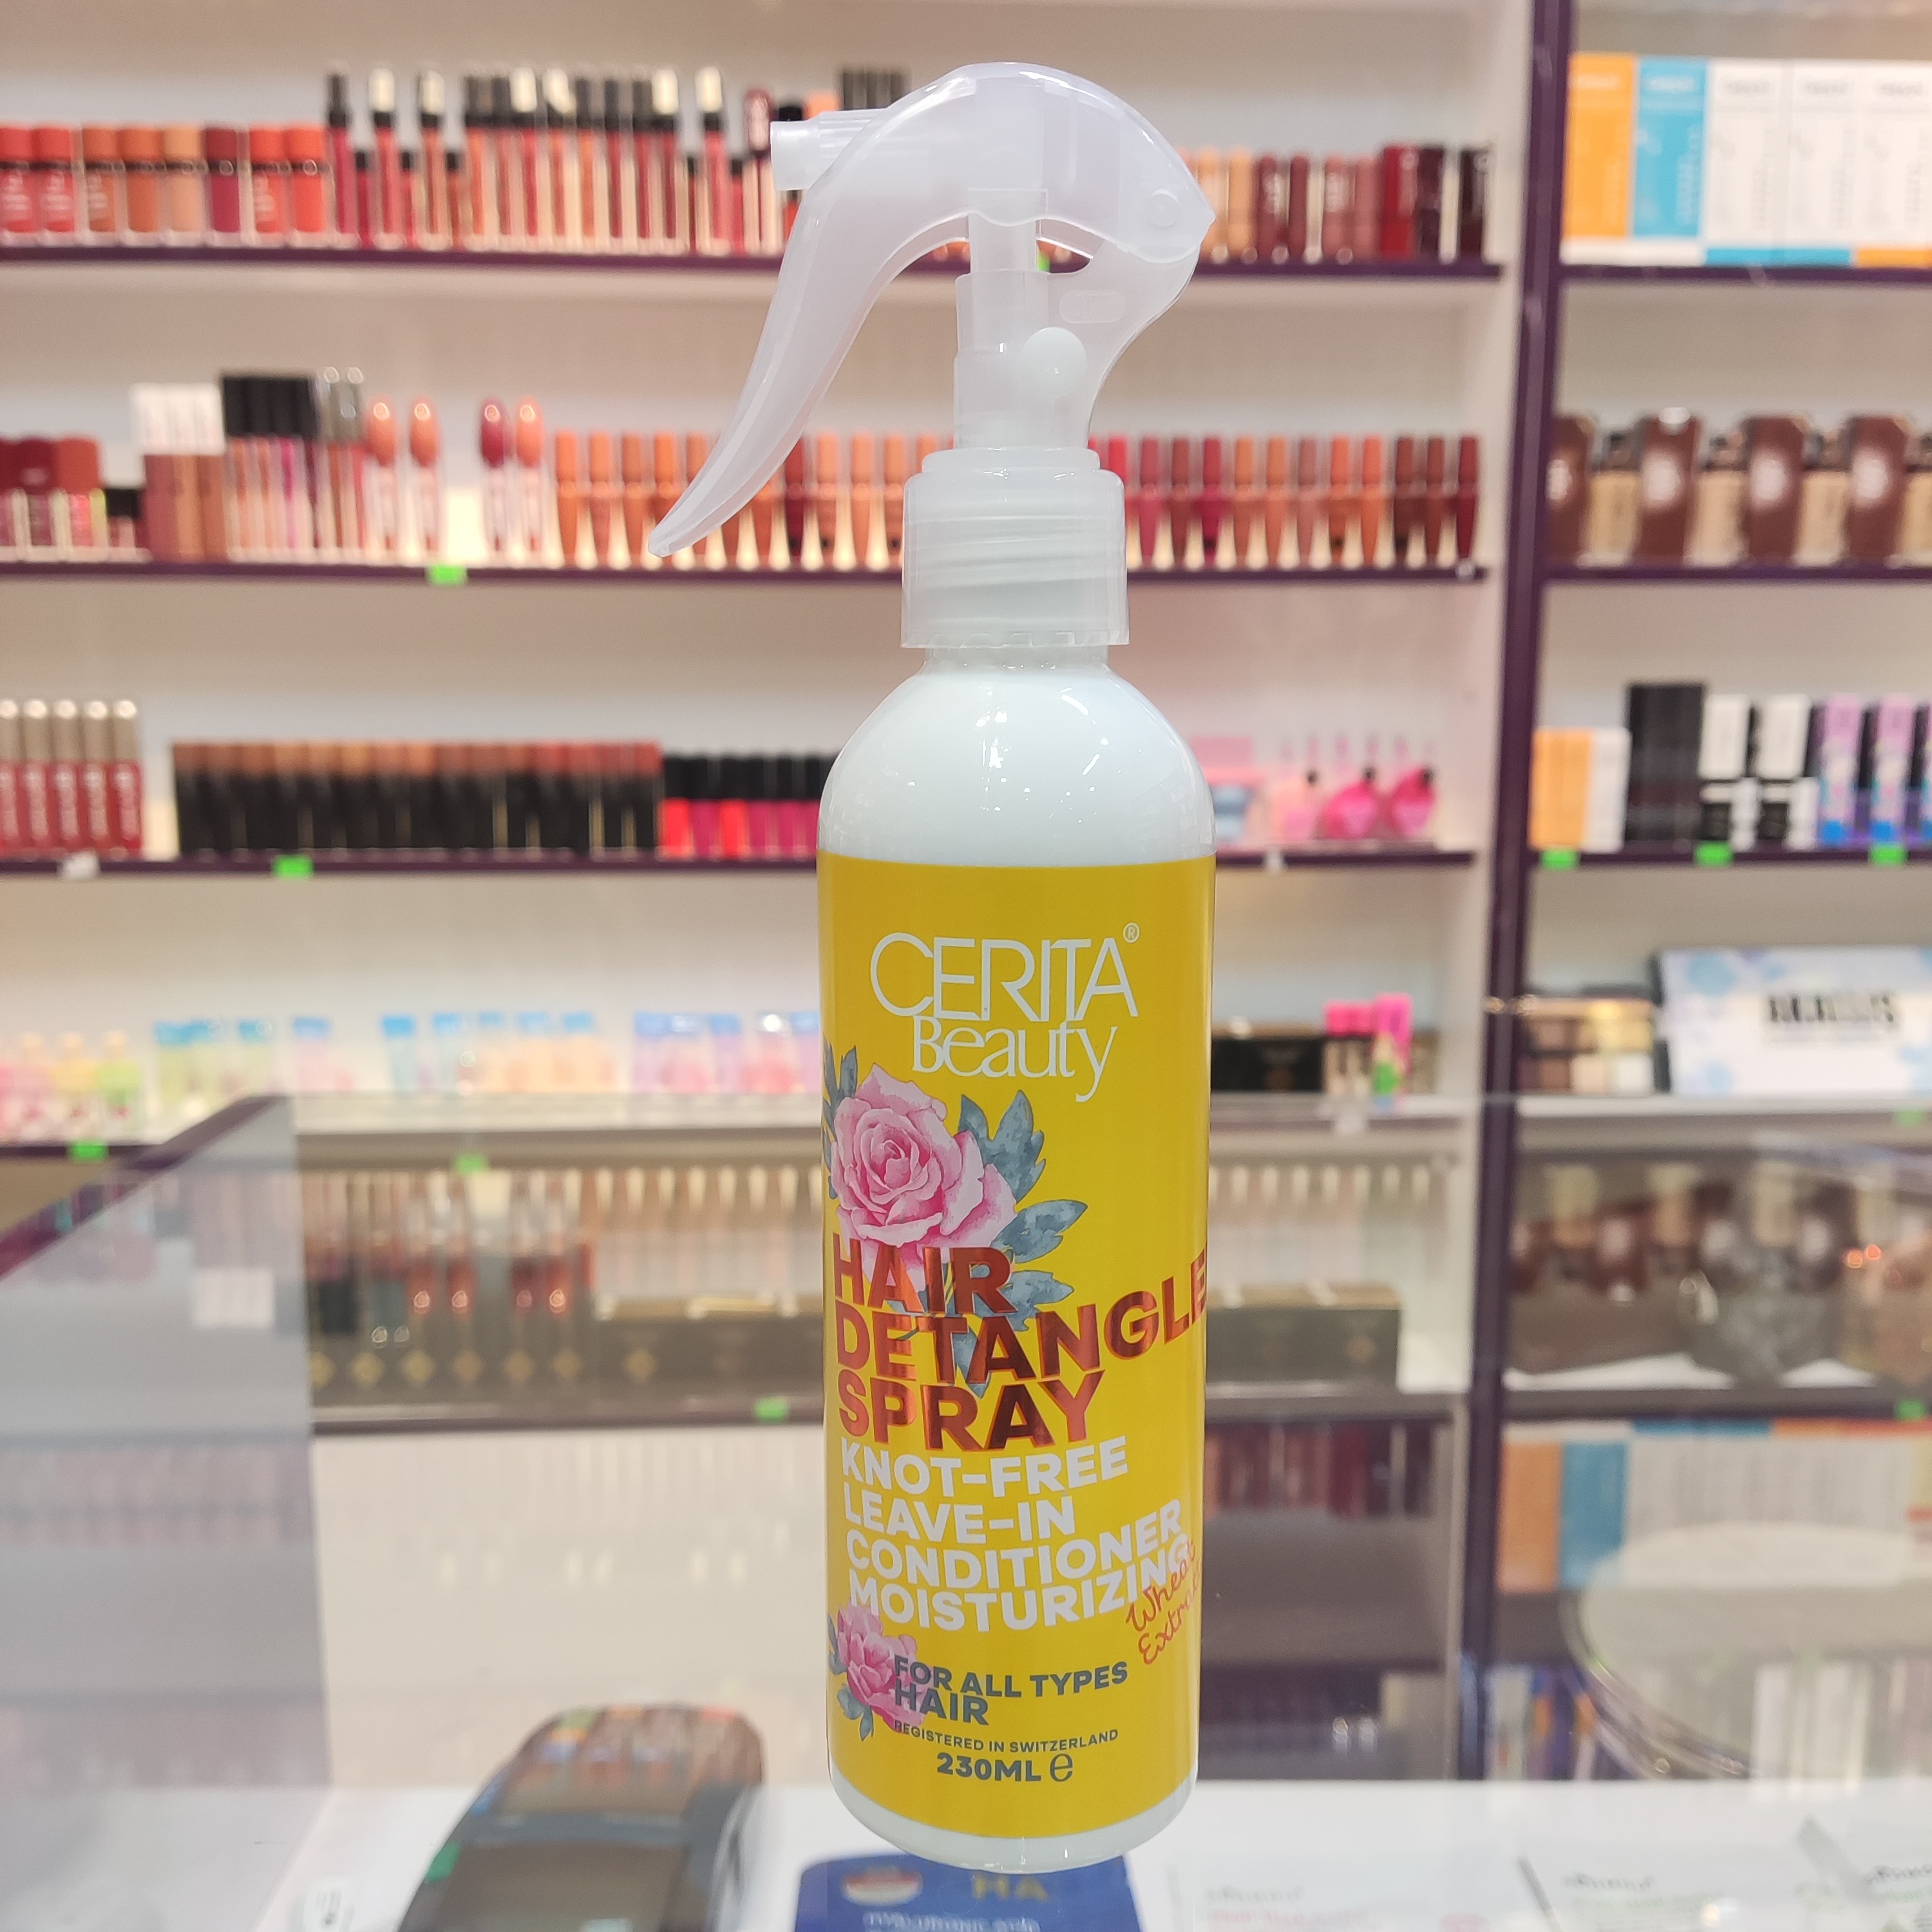 CERITA®
Beauty
HAIR
DETANGLE
SPRAY
KNOT-FREE
LEAVE-IN
CONDITIONER
MOISTURIZING
Wheat
FOR ALL TYPES
HAIR
REGISTERED IN SWITZERLAND
230ML e
HA